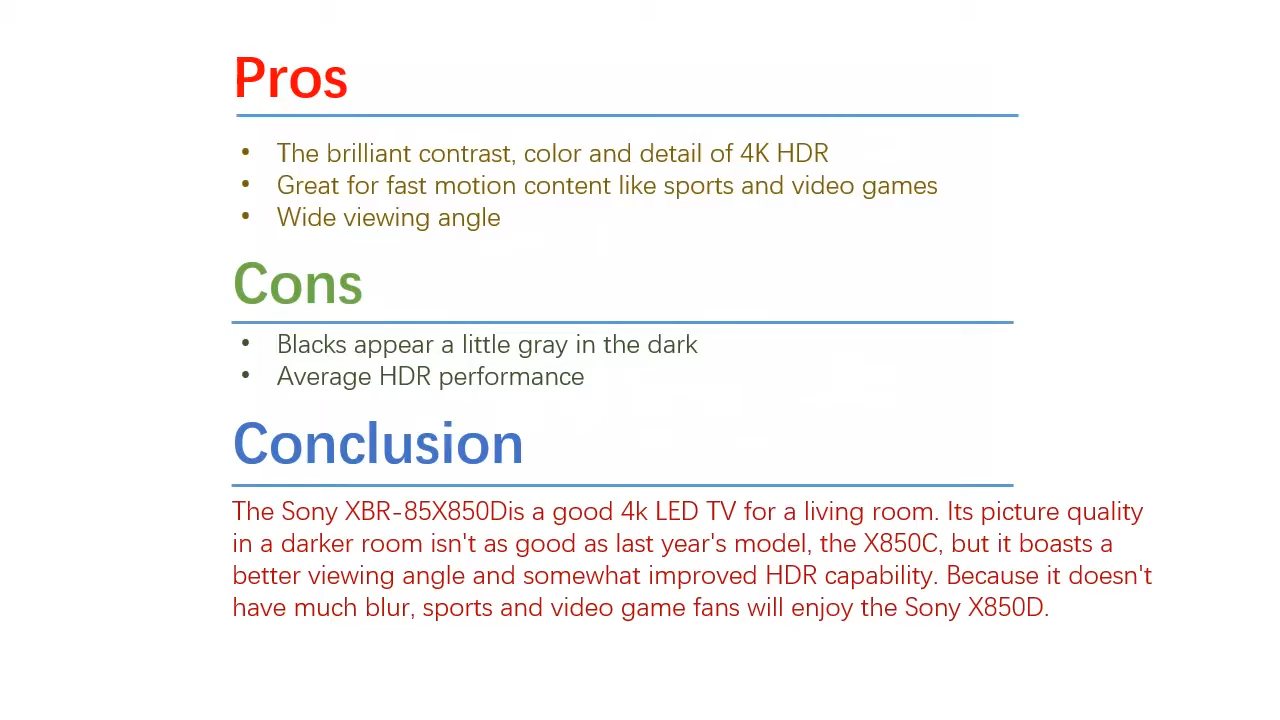 Pros
• The brilliant contrast, color and detail of 4K HDR
• Great for fast motion content like sports and video games
• Wide viewing angle
Cons
• Blacks appear a little gray in the dark
• Average HDR performance
Conclusion
The Sony XBR-85X850Dis a good 4k LED TV for a living room. Its picture quality
in a darker room isn't as good as last year's model, the X850C, but it boasts a
better viewing angle and somewhat improved HDR capability. Because it doesn't
have much blur, sports and video game fans will enjoy the Sony X850D.